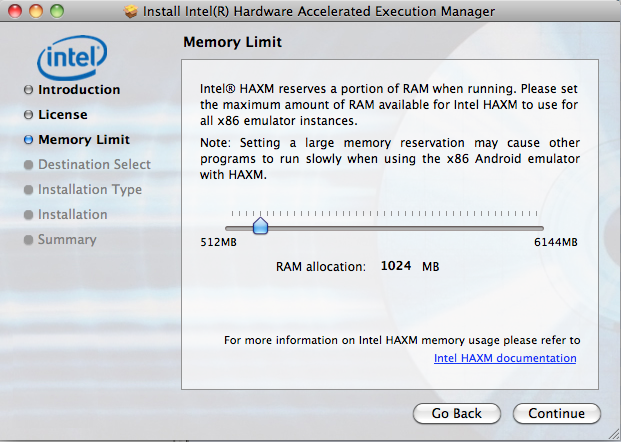 Install Intel(R) Hardware Accelerated Execution Manager
intel
Memory Limit
Introduction
License
Memory Limit
Destination Select
Installation Type
Installation
Summary
Intel® HAXM reserves a portion of RAM when running. Please set
the maximum amount of RAM available for Intel HAXM to use for
all x86 emulator instances.
Note: Setting a large memory reservation may cause other
programs to run slowly when using the x86 Android emulator
with HAXM.
512MB 6144MB
RAM allocation: 1024 MB
For more information on Intel HAXM memory usage please refer to
Intel HAXM documentation
Go Back Continue